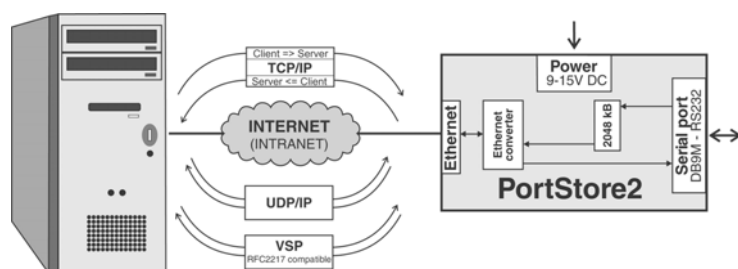 Client => Server
TCP/IP
Server <= Client
INTERNET
(INTRANET)
UDP/IP
VSP
RFC2217 compatible
Power
9-15V DC
Ethernet
Ethernet
converter
2048 kB
Serial port
DB9M - RS232
PortStore2